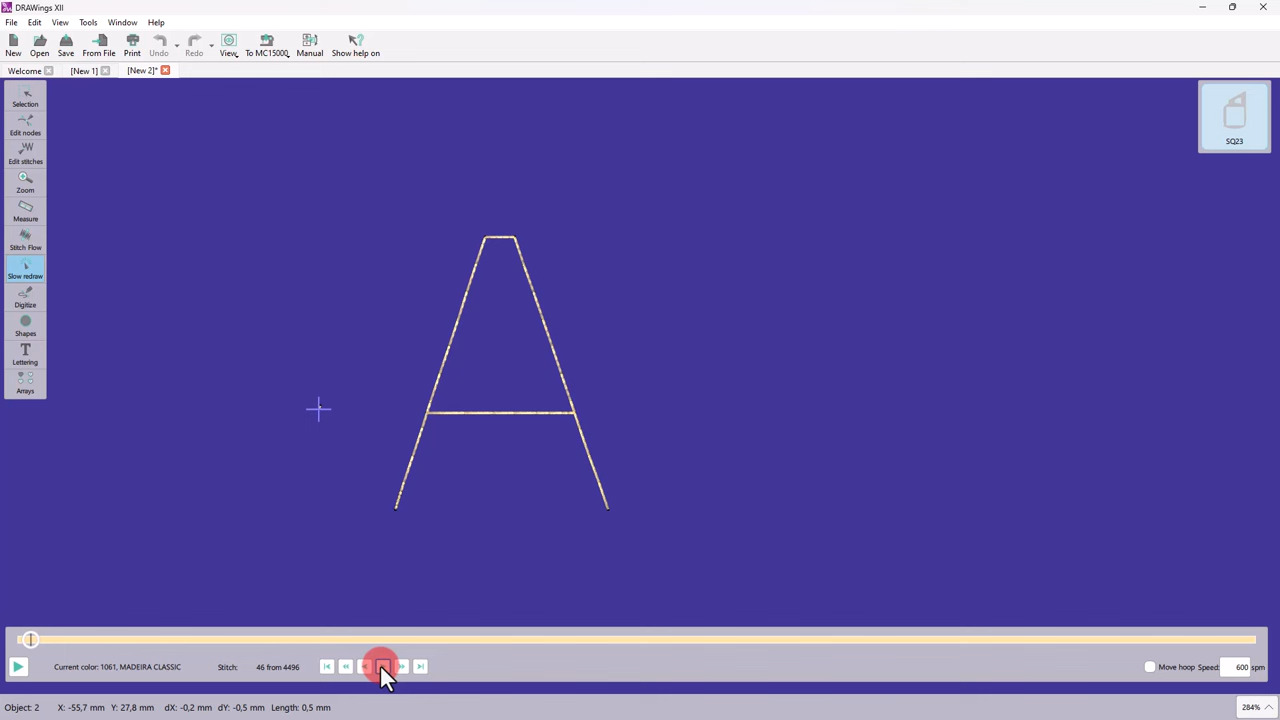 DRAWings XII
File Edit View Tools Window Help
New Open Save From File Print Undo Redo View To MC15000 Manual Show help on
Welcome [New 1] [New 2]*
Selection
Edit nodes
Edit stitches
Zoom
Measure
Stitch Flow
Slow redraw
Digitize
Shapes
Lettering
Arrays
SQ23
A
Current color: 1061, MADEIRA CLASSIC Stitch: 46 from 4496 Move hoop Speed: 600 spm
Object: 2 X: -55,7 mm Y: 27,8 mm dX: -0,2 mm dY: -0,5 mm Length: 0,5 mm 284%